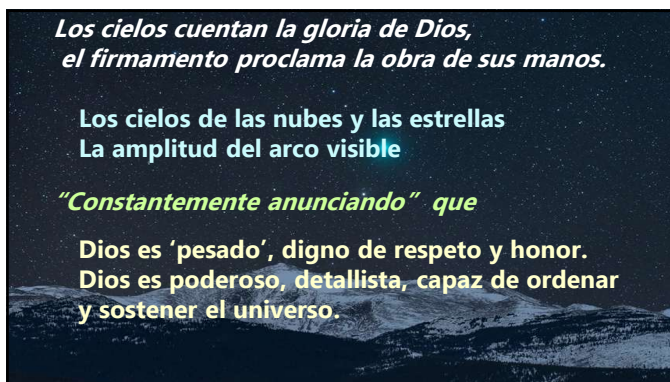 Los cielos cuentan la gloria de Dios,
el firmamento proclama la obra de sus manos.
Los cielos de las nubes y las estrellas
La amplitud del arco visible
“Constantemente anunciando” que
Dios es ‘pesado’, digno de respeto y honor.
Dios es poderoso, detallista, capaz de ordenar
y sostener el universo.